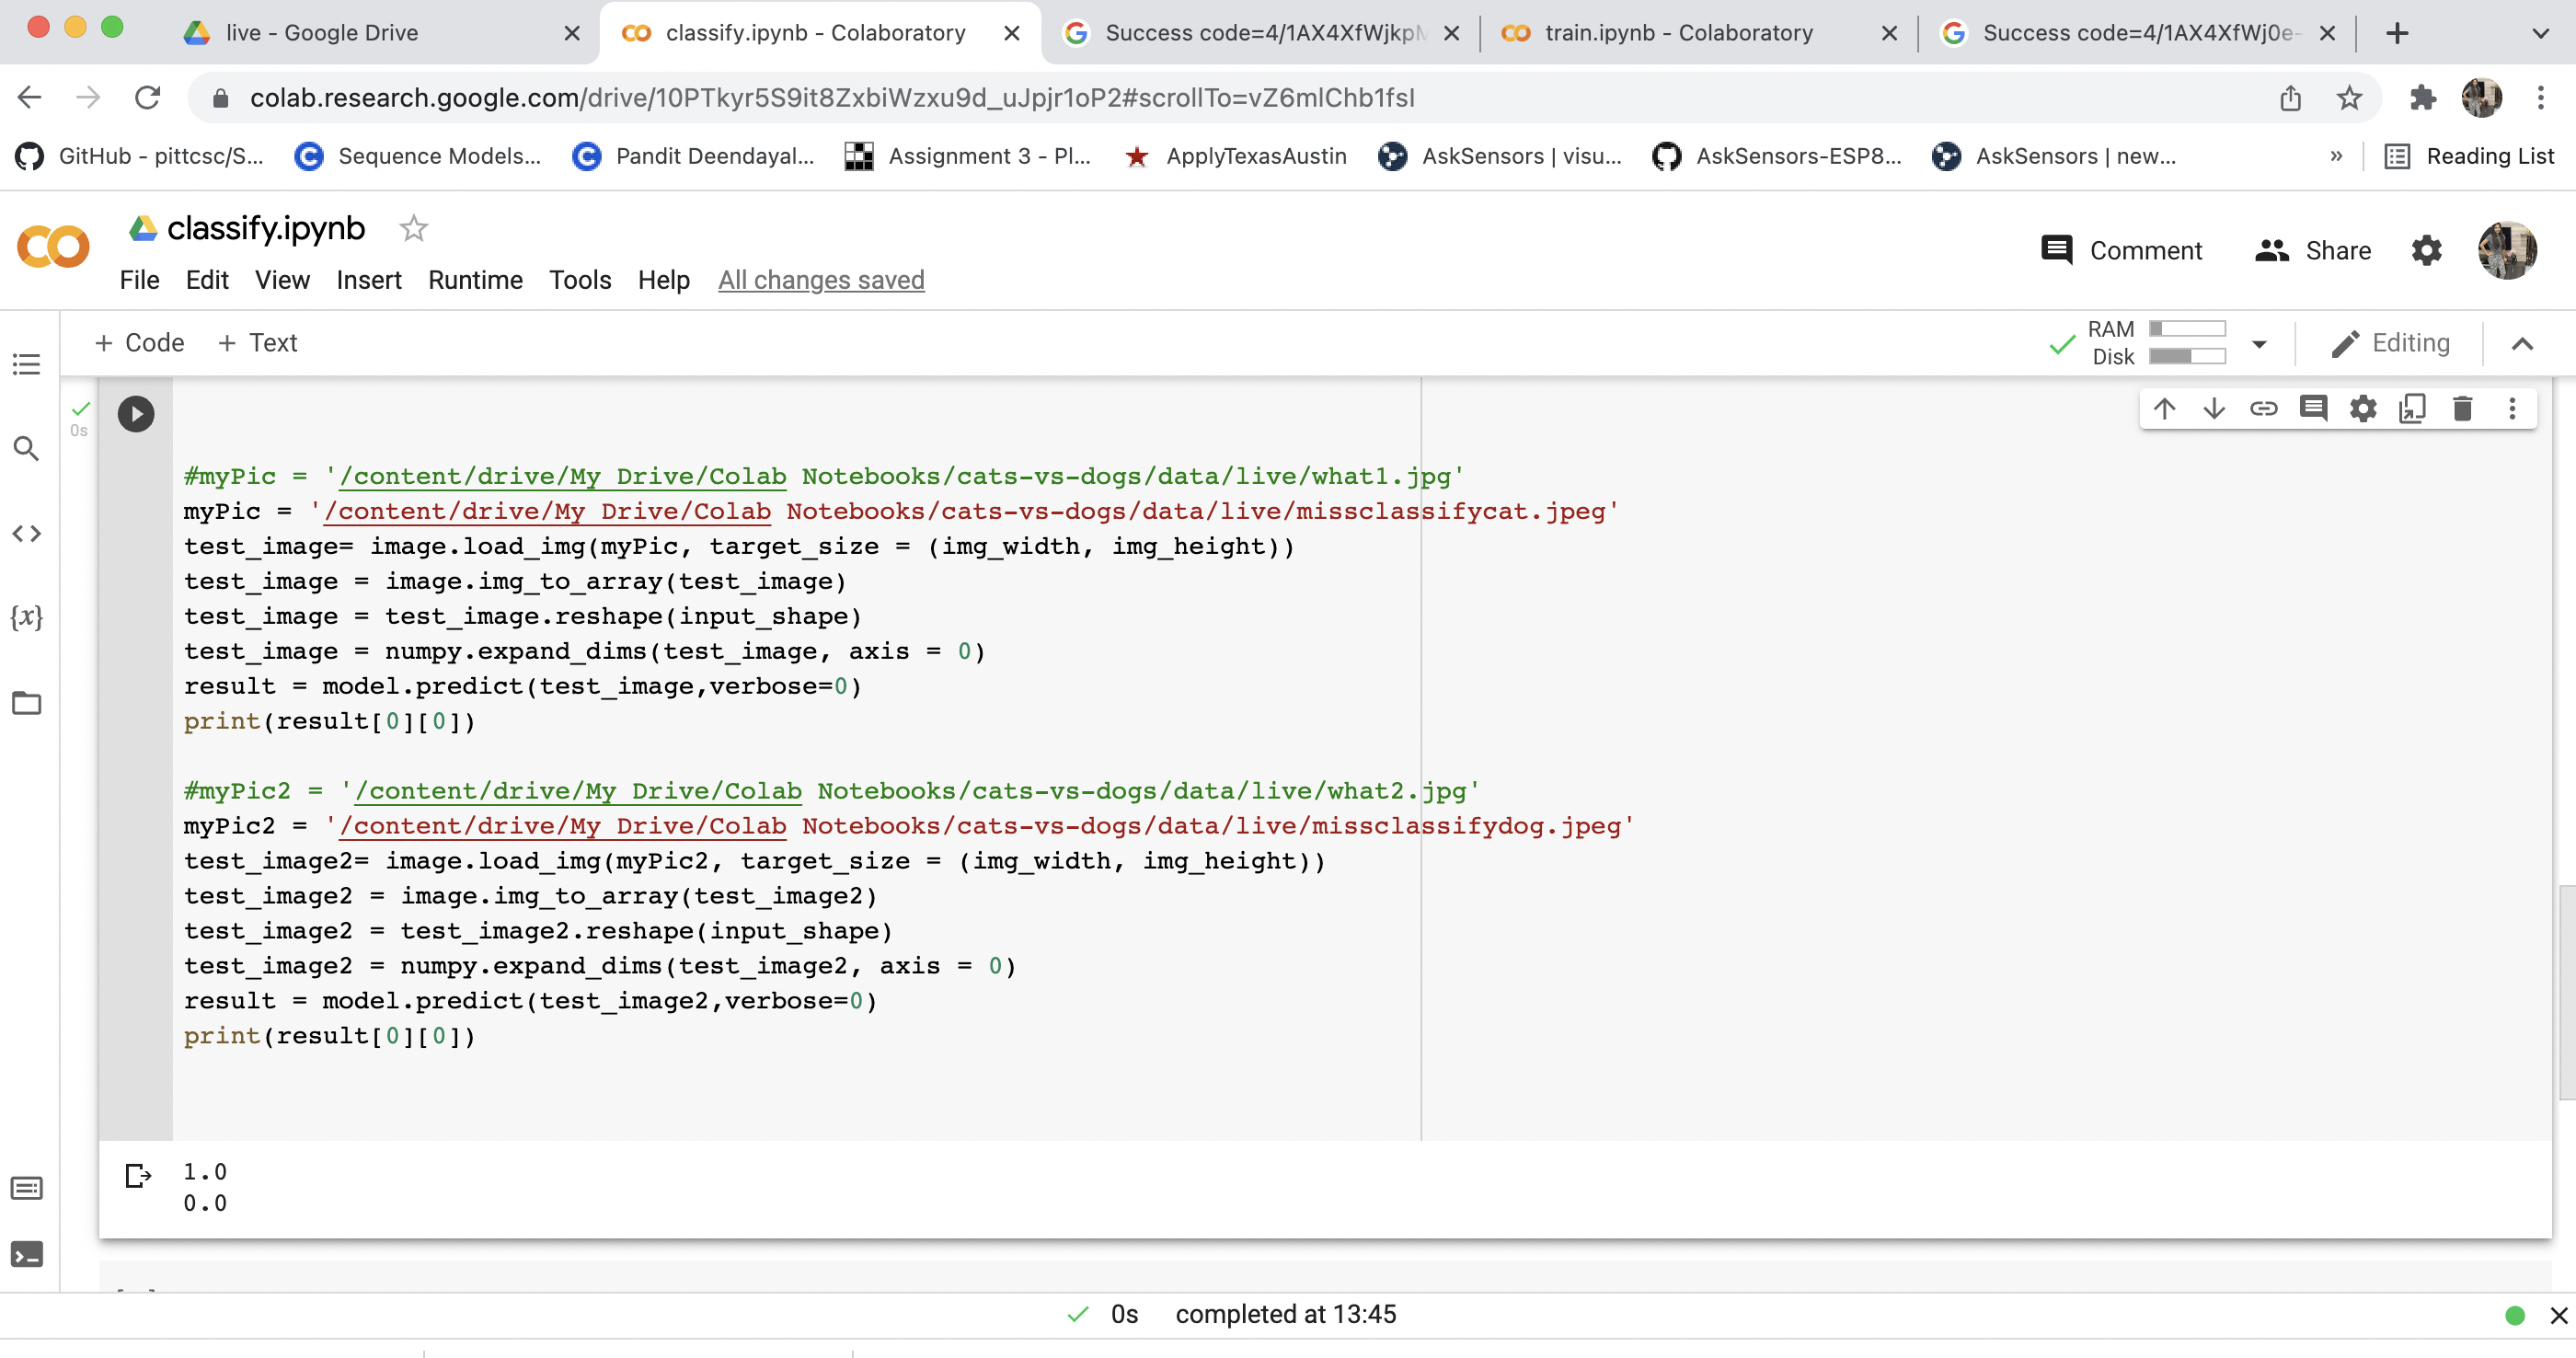 live - Google Drive
classify.ipynb - Colaboratory
Success code=4/1AX4XfWjkpM
train.ipynb - Colaboratory
Success code=4/1AX4XfWj0e-
colab.research.google.com/drive/10PTkyr5S9it8ZxbiWzxu9d_uJpjr1oP2#scrollTo=vZ6mlChb1fsI
GitHub - pittcsc/S...
Sequence Models...
Pandit Deendayal...
Assignment 3 - Pl...
ApplyTexasAustin
AskSensors | visu...
AskSensors-ESP8...
AskSensors | new...
»
Reading List
classify.ipynb
Comment
Share
File Edit View Insert Runtime Tools Help All changes saved
+ Code + Text
RAM
Disk
Editing
0s
{x}
#myPic = '/content/drive/My Drive/Colab Notebooks/cats-vs-dogs/data/live/what1.jpg'
myPic = '/content/drive/My Drive/Colab Notebooks/cats-vs-dogs/data/live/missclassifycat.jpeg'
test_image= image.load_img(myPic, target_size = (img_width, img_height))
test_image = image.img_to_array(test_image)
test_image = test_image.reshape(input_shape)
test_image = numpy.expand_dims(test_image, axis = 0)
result = model.predict(test_image,verbose=0)
print(result[0][0])
#myPic2 = '/content/drive/My Drive/Colab Notebooks/cats-vs-dogs/data/live/what2.jpg'
myPic2 = '/content/drive/My Drive/Colab Notebooks/cats-vs-dogs/data/live/missclassifydog.jpeg'
test_image2= image.load_img(myPic2, target_size = (img_width, img_height))
test_image2 = image.img_to_array(test_image2)
test_image2 = test_image2.reshape(input_shape)
test_image2 = numpy.expand_dims(test_image2, axis = 0)
result = model.predict(test_image2,verbose=0)
print(result[0][0])
1.0
0.0
0s completed at 13:45